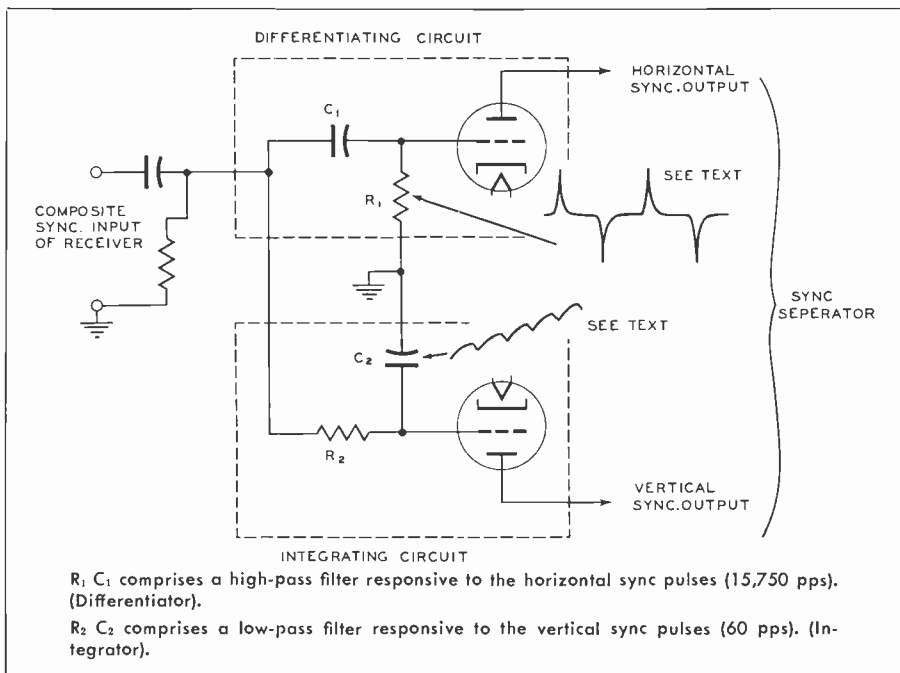 DIFFERENTIATING CIRCUIT
HORIZONTAL
SYNC.OUTPUT
C1
SEE TEXT
R1
COMPOSITE
SYNC. INPUT
OF RECEIVER
SYNC
SEPERATOR
SEE TEXT
C2
R2
VERTICAL
SYNC.OUTPUT
INTEGRATING CIRCUIT
R1 C1 comprises a high-pass filter responsive to the horizontal sync pulses (15,750 pps).
(Differentiator).
R2 C2 comprises a low-pass filter responsive to the vertical sync pulses (60 pps). (In-
tegrator).